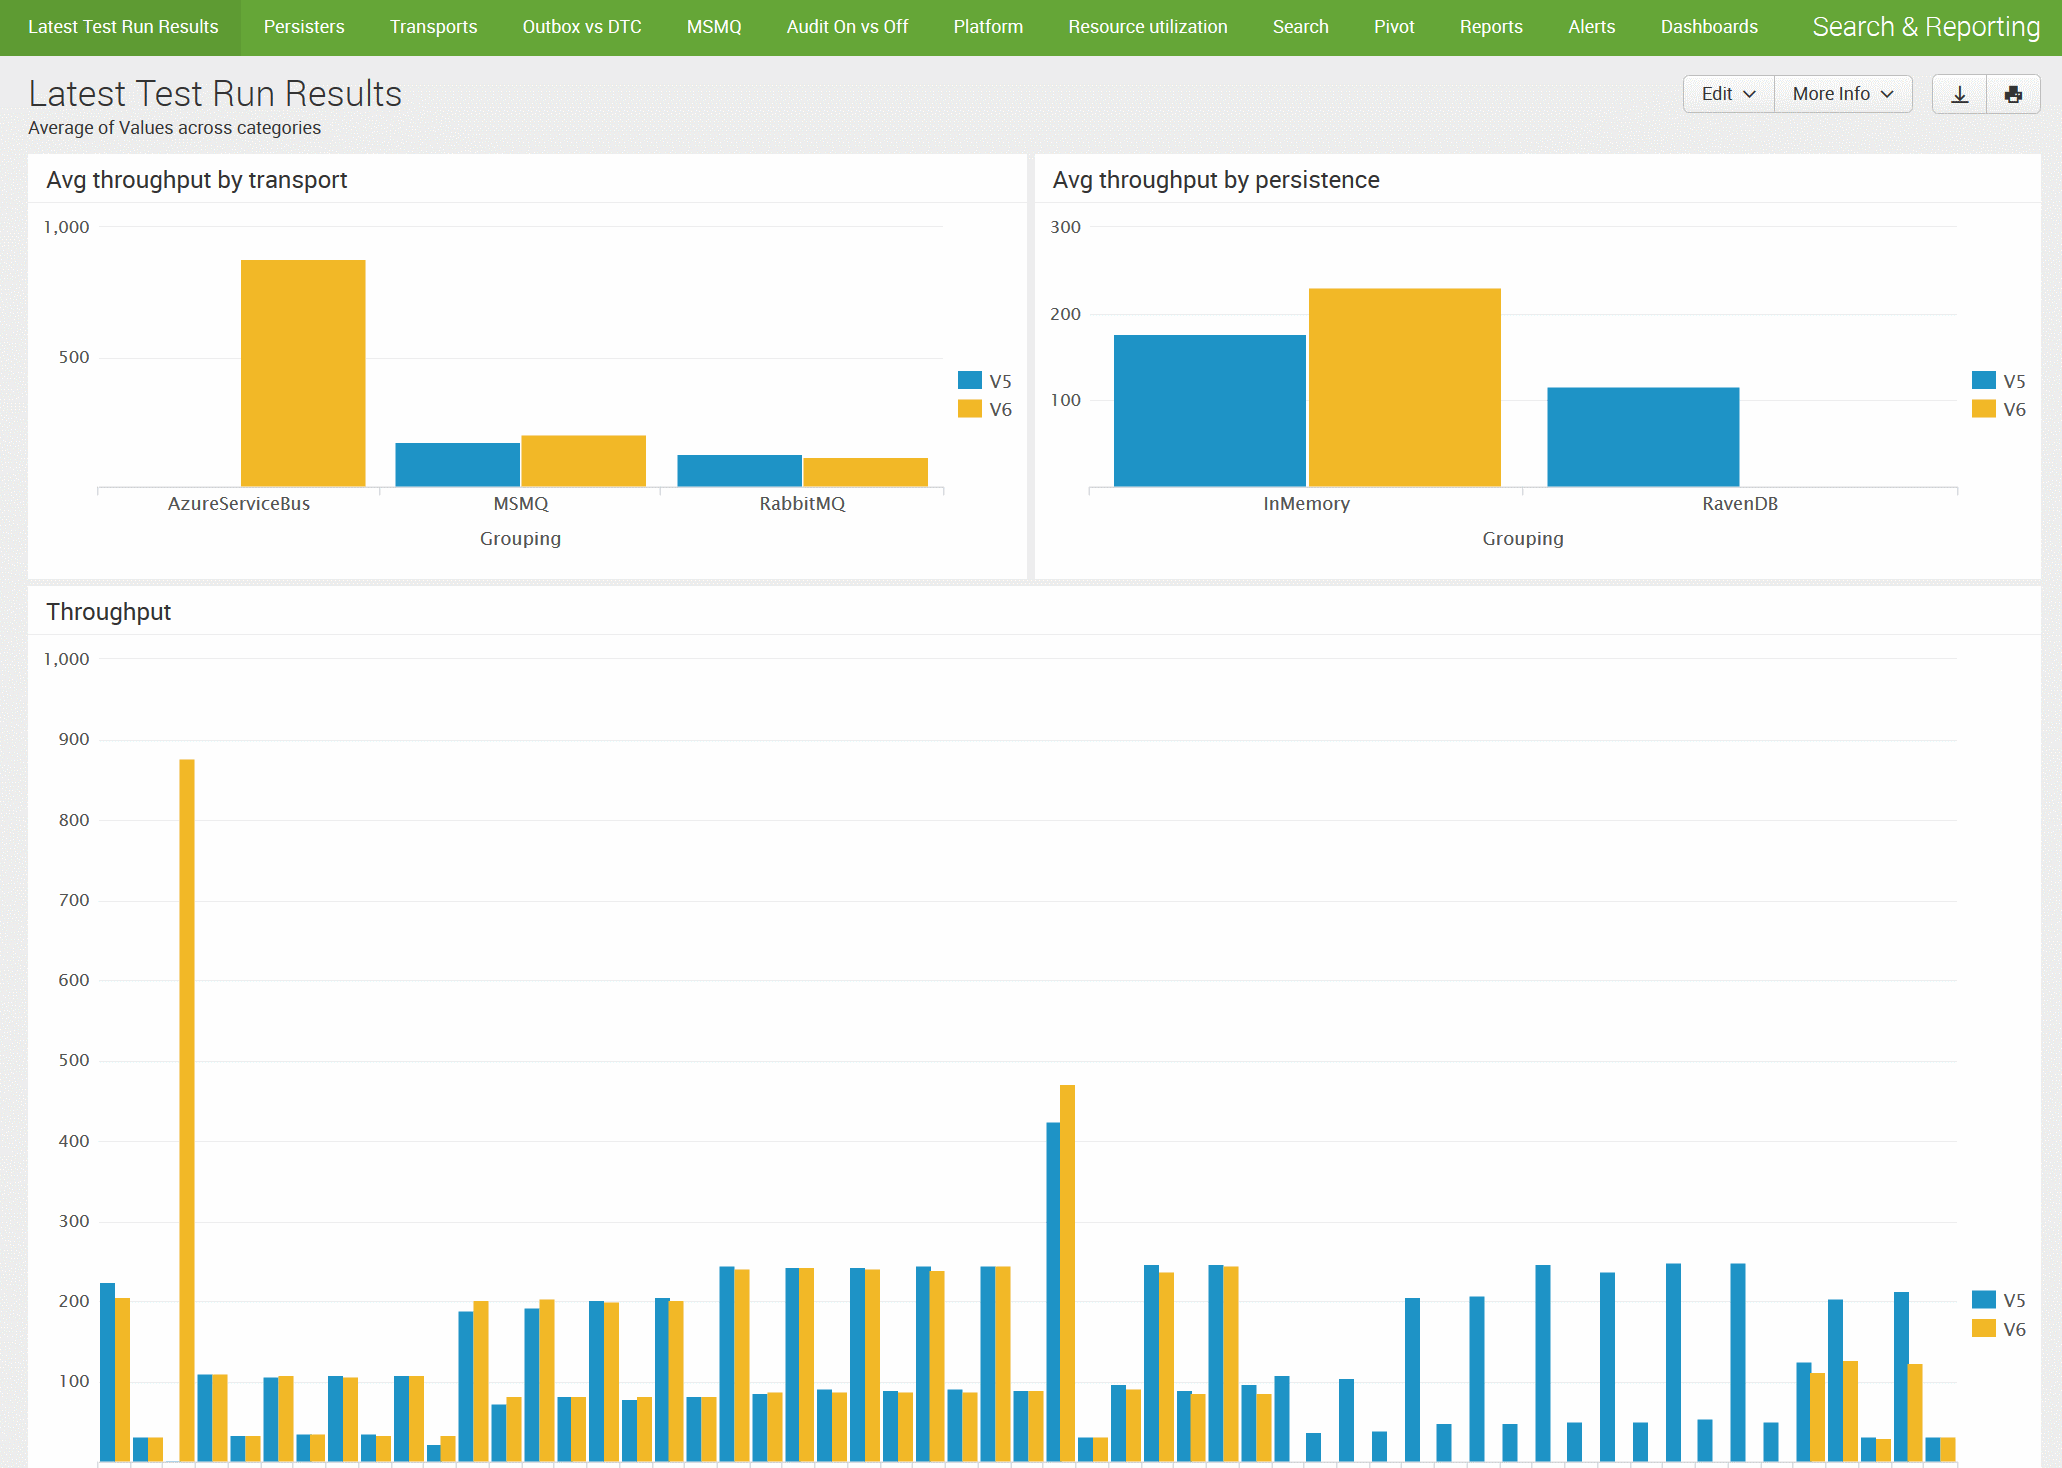 Latest Test Run Results Persisters Transports Outbox vs DTC MSMQ Audit On vs Off Platform Resource utilization Search Pivot Reports Alerts Dashboards Search & Reporting
Latest Test Run Results
Edit More Info
Average of Values across categories
Avg throughput by transport
1,000
500
V5
V6
AzureServiceBus MSMQ RabbitMQ
Grouping
Avg throughput by persistence
300
200
100
V5
V6
InMemory RavenDB
Grouping
Throughput
1,000
900
800
700
600
500
400
300
200
100
V5
V6